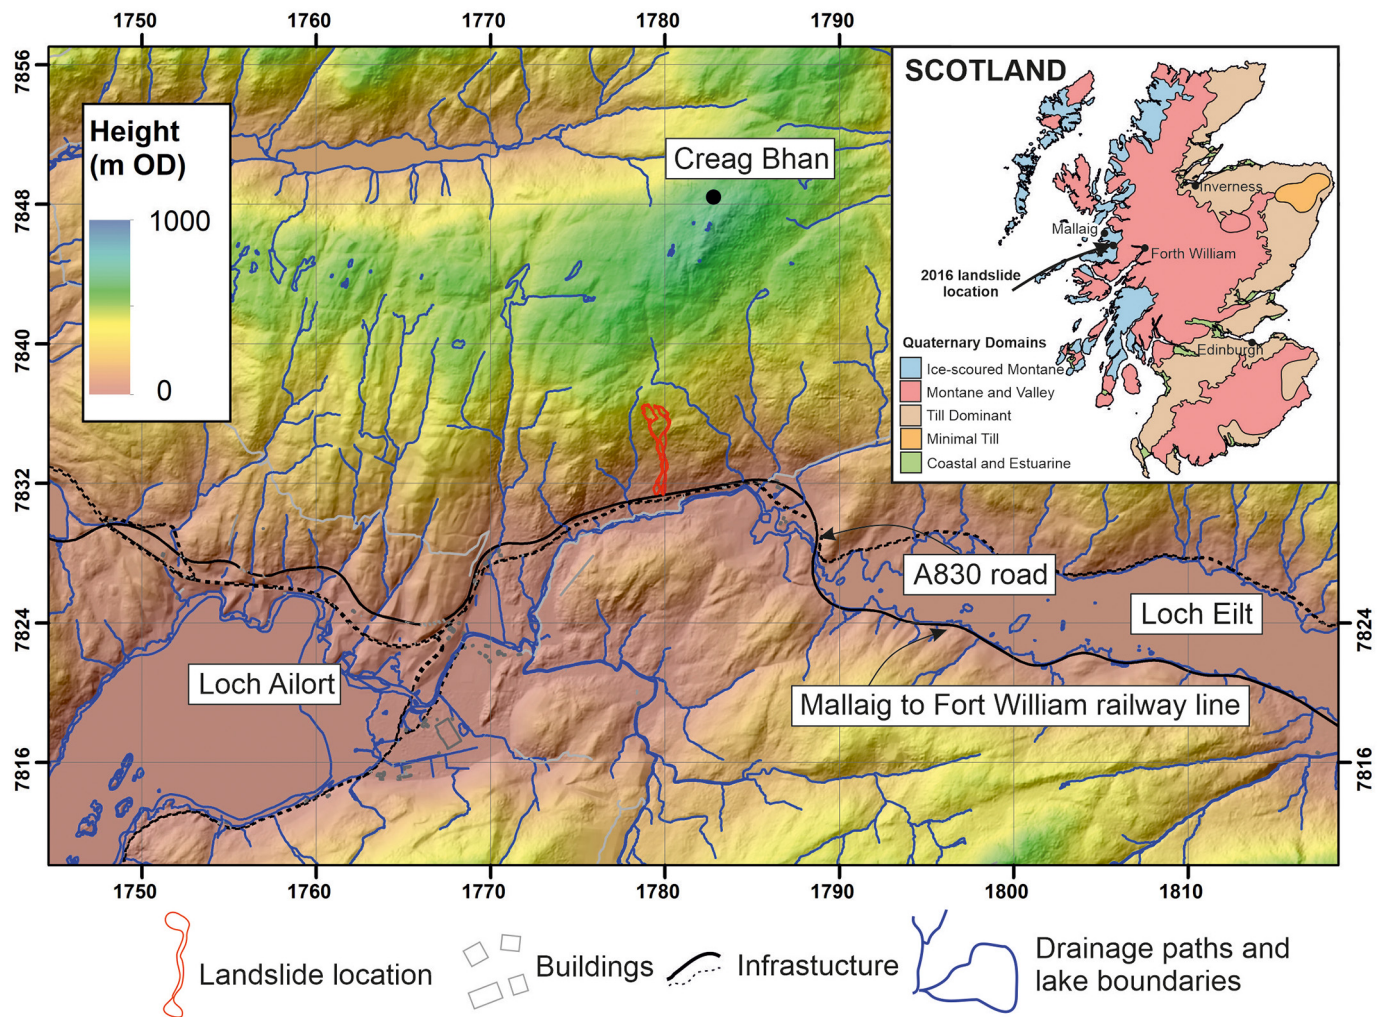 1750 1760 1770 1780 1790
7856
7848
7840
7832
7824
7816
Height
(m OD)
1000
0
Creag Bhan
SCOTLAND
Inverness
Mallaig
Forth William
2016 landslide
location
Edinburgh
Quaternary Domains
Ice-scoured Montane
Montane and Valley
Till Dominant
Minimal Till
Coastal and Estuarine
A830 road
Loch Eilt
Loch Ailort
Mallaig to Fort William railway line
7824
7816
1750 1760 1770 1780 1790 1800 1810
Landslide location
Buildings
Infrastucture
Drainage paths and
lake boundaries